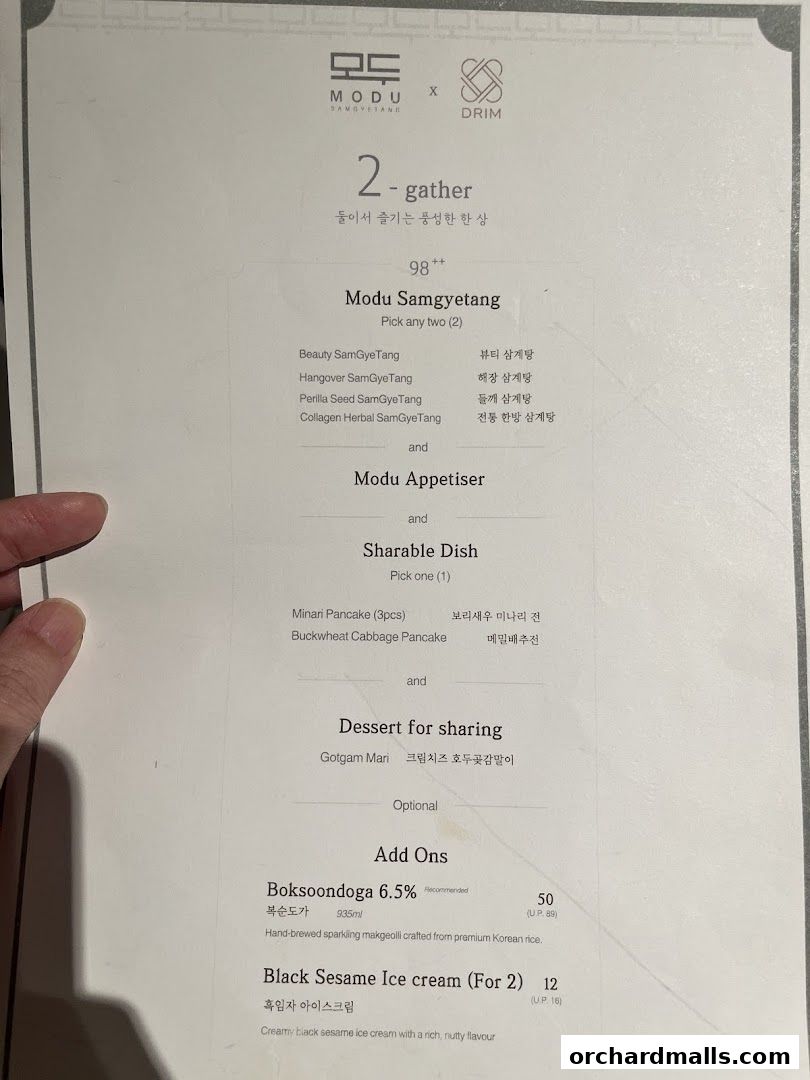 모두
MODU
SAMGYETANG
x
DRIM
2 - gather
둘이서 즐기는 풍성한 한 상
98++
Modu Samgyetang
Pick any two (2)
Beauty SamGyeTang 뷰티 삼계탕
Hangover SamGyeTang 해장 삼계탕
Perilla Seed SamGyeTang 들깨 삼계탕
Collagen Herbal SamGyeTang 전통 한방 삼계탕
and
Modu Appetiser
and
Sharable Dish
Pick one (1)
Minari Pancake (3pcs) 보리새우 미나리 전
Buckwheat Cabbage Pancake 메밀배추전
and
Dessert for sharing
Gotgam Mari 크림치즈 호두곶감말이
Optional
Add Ons
Boksoondoga 6.5% Recommended 50
복순도가 935ml (U.P. 89)
Hand-brewed sparkling makgeolli crafted from premium Korean rice.
Black Sesame Ice cream (For 2) 12
흑임자 아이스크림 (U.P. 16)
Creamy black sesame ice cream with a rich, nutty flavour
orchardmalls.com